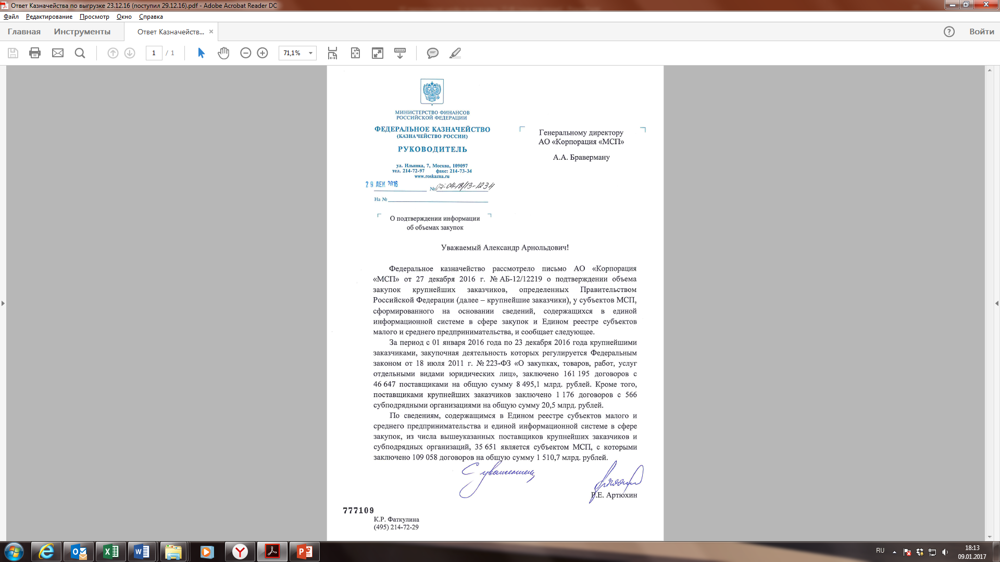 Ответ Казначейства по выгрузке 23.12.16 (поступил 29.12.16).pdf - Adobe Acrobat Reader DC
Файл Редактирование Просмотр Окно Справка
Главная Инструменты Ответ Казначейств... Войти
1 / 1 71,1%
МИНИСТЕРСТВО ФИНАНСОВ
РОССИЙСКОЙ ФЕДЕРАЦИИ
ФЕДЕРАЛЬНОЕ КАЗНАЧЕЙСТВО
(КАЗНАЧЕЙСТВО РОССИИ)
РУКОВОДИТЕЛЬ
ул. Ильинка, 7, Москва, 109097
тел. 214-72-97 факс: 214-73-34
www.roskazna.ru
29 ДЕК 2016 № 07-04-18/13-1234
На №
Генеральному директору
АО «Корпорация «МСП»
А.А. Браверману
О подтверждении информации
об объемах закупок
Уважаемый Александр Арнольдович!
Федеральное казначейство рассмотрело письмо АО «Корпорация
«МСП» от 27 декабря 2016 г. № АБ-12/12219 о подтверждении объема
закупок крупнейших заказчиков, определенных Правительством
Российской Федерации (далее – крупнейшие заказчики), у субъектов МСП,
сформированного на основании сведений, содержащихся в единой
информационной системе в сфере закупок и Едином реестре субъектов
малого и среднего предпринимательства, и сообщает следующее.
За период с 01 января 2016 года по 23 декабря 2016 года крупнейшими
заказчиками, закупочная деятельность которых регулируется Федеральным
законом от 18 июля 2011 г. № 223-ФЗ «О закупках, товаров, работ, услуг
отдельными видами юридических лиц», заключено 161 195 договоров с
46 647 поставщиками на общую сумму 8 495,1 млрд. рублей. Кроме того,
поставщиками крупнейших заказчиков заключено 1 176 договоров с 566
субподрядными организациями на общую сумму 20,5 млрд. рублей.
По сведениям, содержащимся в Едином реестре субъектов малого и
среднего предпринимательства и единой информационной системе в сфере
закупок, из числа вышеуказанных поставщиков крупнейших заказчиков и
субподрядных организаций, 35 651 является субъектом МСП, с которыми
заключено 109 058 договоров на общую сумму 1 510,7 млрд. рублей.
С уважением
Р.Е. Артюхин
777109
К.Р. Фаткулина
(495) 214-72-29
RU 18:13
09.01.2017